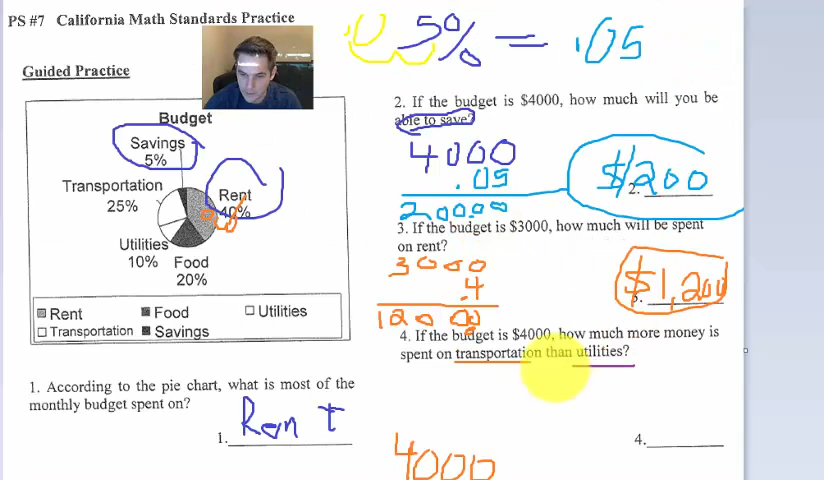 PS #7 California Math Standards Practice
5% = .05
Guided Practice
Budget
Savings
5%
Transportation
25%
Rent
40%
Utilities
10%
Food
20%
Rent Food Utilities
Transportation Savings
1. According to the pie chart, what is most of the
monthly budget spent on?
Rent
1.
2. If the budget is $4000, how much will you be
able to save?
4000
.05
200.00
$200
2.
3. If the budget is $3000, how much will be spent
on rent?
3000
.4
1200
$1,200
3.
4. If the budget is $4000, how much more money is
spent on transportation than utilities?
4000
4.